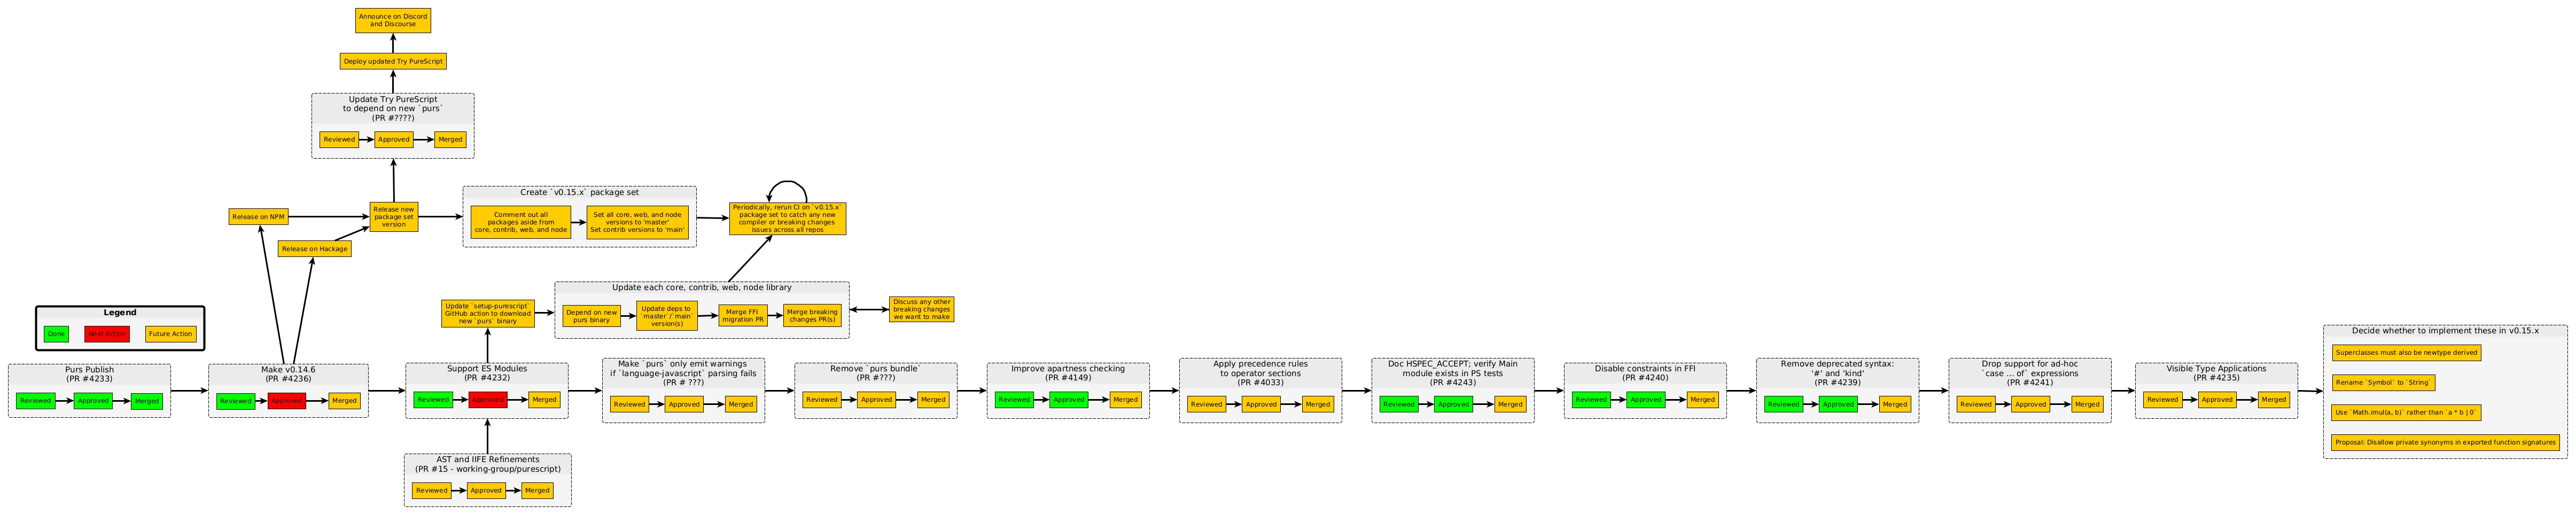 Announce on Discord
and Discourse
Deploy updated Try PureScript
Update Try PureScript
to depend on new `purs`
(PR #????)
Reviewed
Approved
Merged
Release on NPM
Release on Hackage
Release new
package set
version
Create `v0.15.x` package set
Comment out all
packages aside from
core, contrib, web, and node
Set all core, web, and node
versions to 'master'
Set contrib versions to 'main'
Periodically, rerun CI on `v0.15.x`
package set to catch any new
compiler or breaking changes
issues across all repos
Update `setup-purescript`
GitHub action to download
new `purs` binary
Update each core, contrib, web, node library
Depend on new
purs binary
Update deps to
`master`/`main`
version(s)
Merge FFI
migration PR
Merge breaking
changes PR(s)
Discuss any other
breaking changes
we want to make
Legend
Done
Next Action
Future Action
Purs Publish
(PR #4233)
Reviewed
Approved
Merged
Make v0.14.6
(PR #4236)
Reviewed
Approved
Merged
Support ES Modules
(PR #4232)
Reviewed
Approved
Merged
Make `purs` only emit warnings
if `language-javascript` parsing fails
(PR # ???)
Reviewed
Approved
Merged
Remove `purs bundle`
(PR #???)
Reviewed
Approved
Merged
Improve apartness checking
(PR #4149)
Reviewed
Approved
Merged
Apply precedence rules
to operator sections
(PR #4033)
Reviewed
Approved
Merged
Doc HSPEC_ACCEPT; verify Main
module exists in PS tests
(PR #4243)
Reviewed
Approved
Merged
Disable constraints in FFI
(PR #4240)
Reviewed
Approved
Merged
Remove deprecated syntax:
'#' and 'kind'
(PR #4239)
Reviewed
Approved
Merged
Drop support for ad-hoc
`case ... of` expressions
(PR #4241)
Reviewed
Approved
Merged
Visible Type Applications
(PR #4235)
Reviewed
Approved
Merged
Decide whether to implement these in v0.15.x
Superclasses must also be newtype derived
Rename `Symbol` to `String`
Use `Math.imul(a, b)` rather than `a * b | 0`
Proposal: Disallow private synonyms in exported function signatures
AST and IIFE Refinements
(PR #15 - working-group/purescript)
Reviewed
Approved
Merged